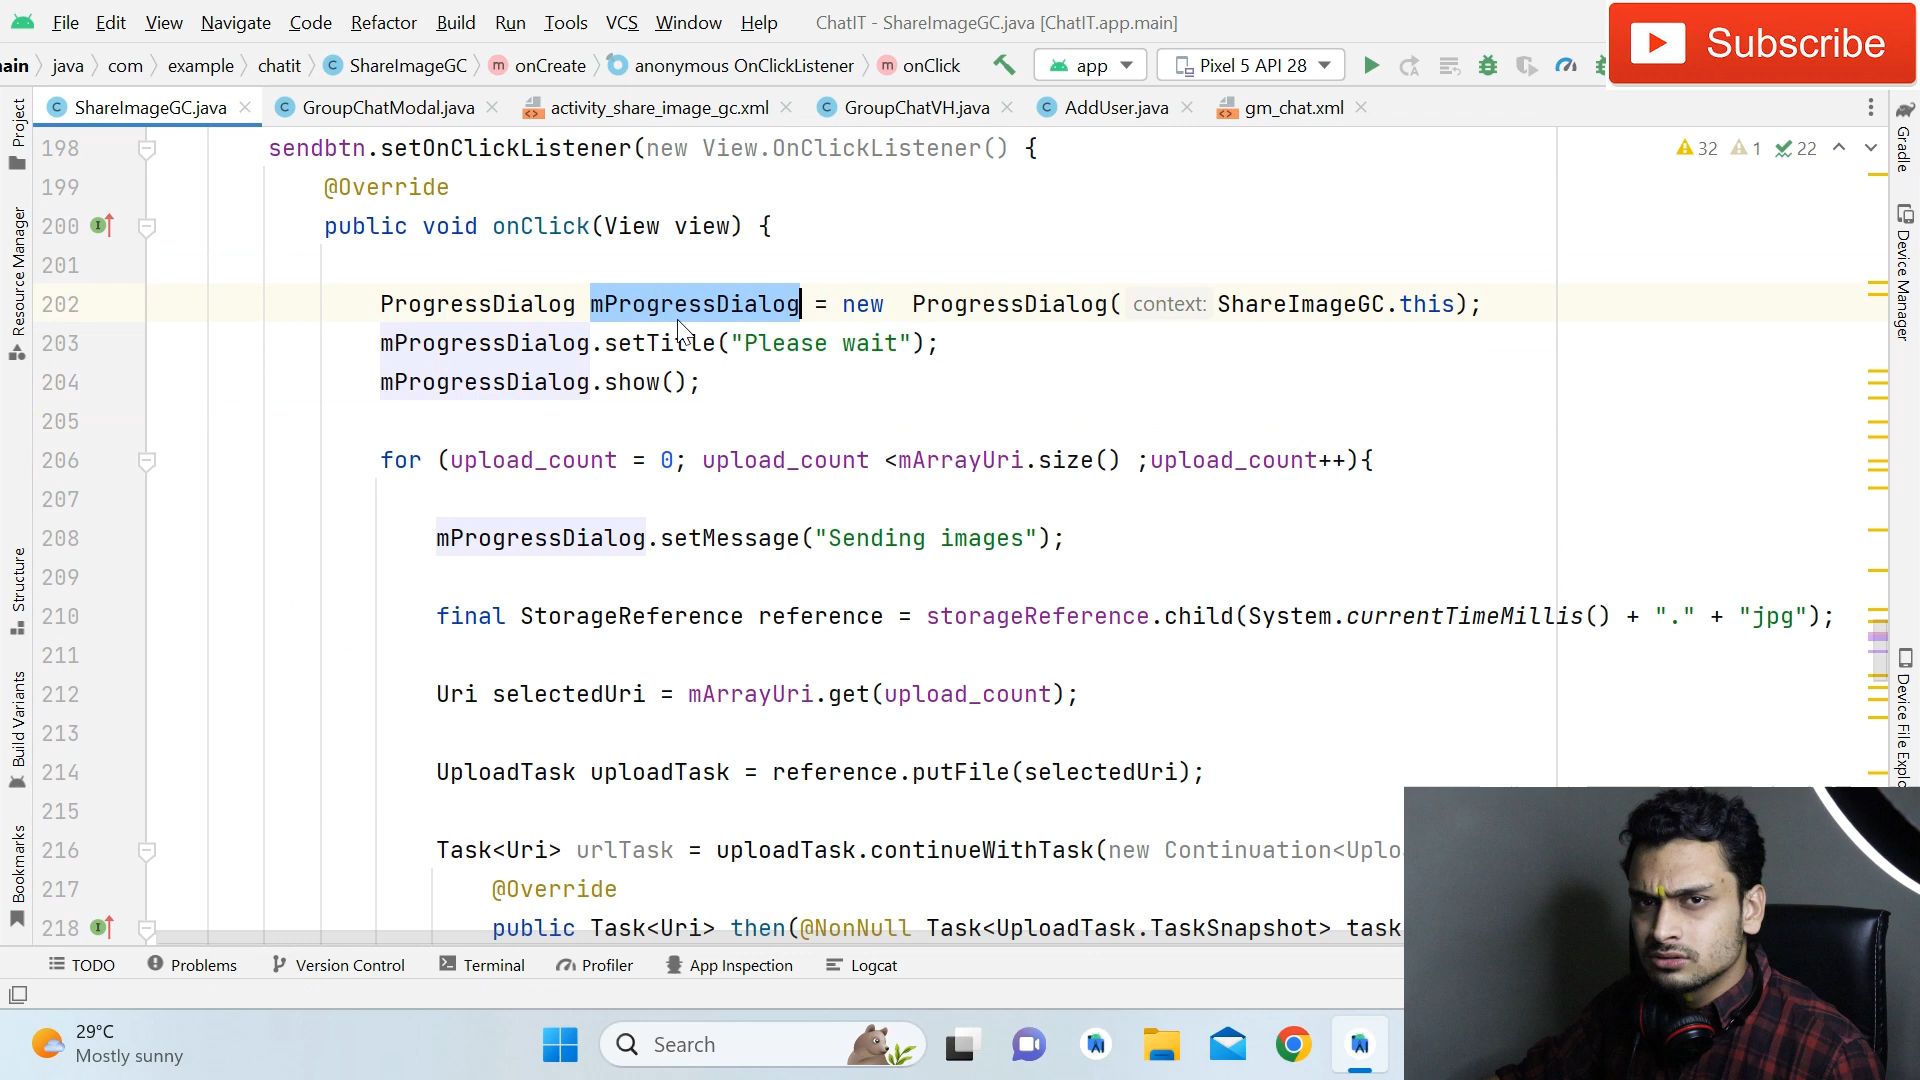 File Edit View Navigate Code Refactor Build Run Tools VCS Window Help ChatIT - ShareImageGC.java [ChatIT.app.main]
Subscribe
ain java com example chatit ShareImageGC onCreate anonymous OnClickListener onClick app Pixel 5 API 28
ShareImageGC.java GroupChatModal.java activity_share_image_gc.xml GroupChatVH.java AddUser.java gm_chat.xml
Project
Resource Manager
Structure
Build Variants
Bookmarks
32 1 22
198 sendbtn.setOnClickListener(new View.OnClickListener() {
199 @Override
200 public void onClick(View view) {
201
202 ProgressDialog mProgressDialog = new ProgressDialog( context: ShareImageGC.this);
203 mProgressDialog.setTitle("Please wait");
204 mProgressDialog.show();
205
206 for (upload_count = 0; upload_count <mArrayUri.size() ;upload_count++){
207
208 mProgressDialog.setMessage("Sending images");
209
210 final StorageReference reference = storageReference.child(System.currentTimeMillis() + "." + "jpg");
211
212 Uri selectedUri = mArrayUri.get(upload_count);
213
214 UploadTask uploadTask = reference.putFile(selectedUri);
215
216 Task<Uri> urlTask = uploadTask.continueWithTask(new Continuation<Uplo
217 @Override
218 public Task<Uri> then(@NonNull Task<UploadTask.TaskSnapshot> task
Gradle
Device Manager
Device File Explo
TODO Problems Version Control Terminal Profiler App Inspection Logcat
29°C
Mostly sunny
Search